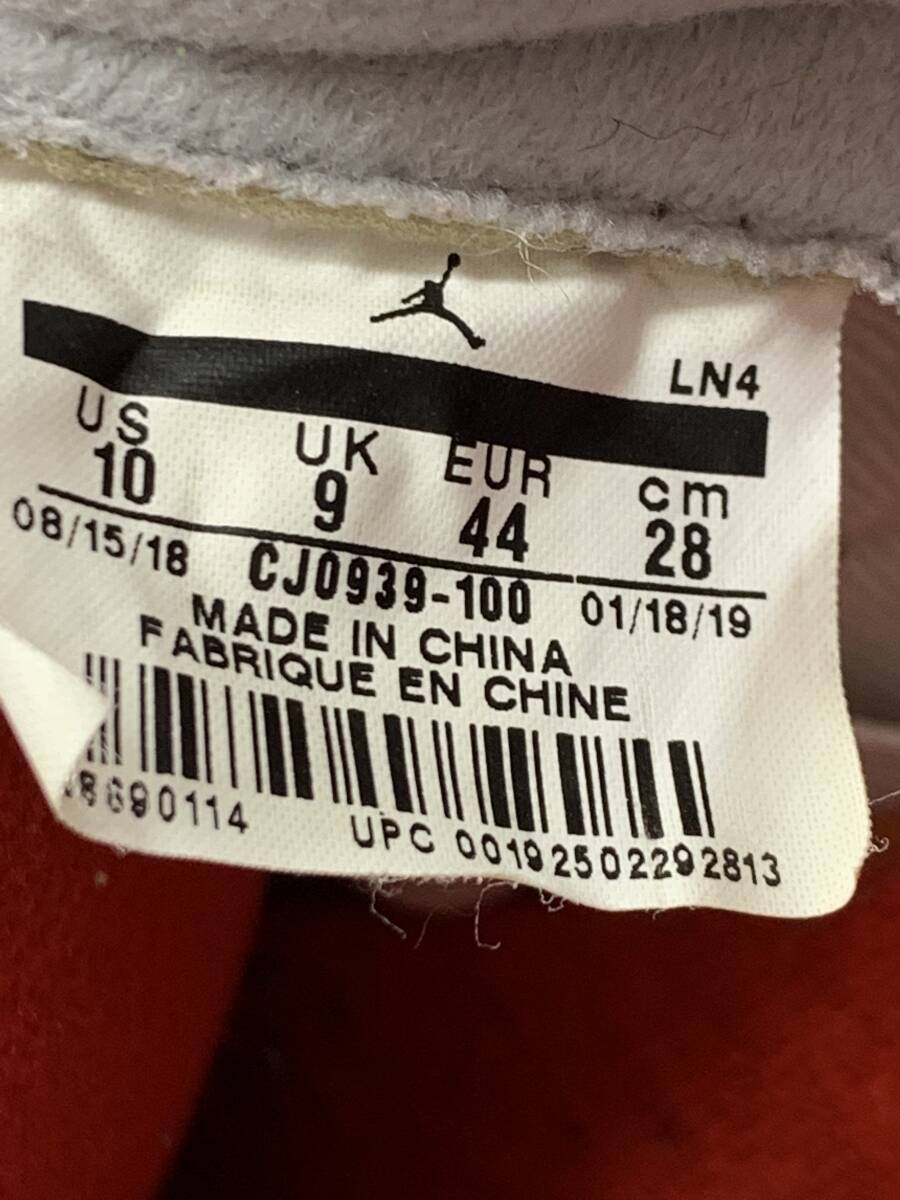 LN4
US UK EUR cm
10 9 44 28
08/15/18 CJ0939-100 01/18/19
MADE IN CHINA
FABRIQUE EN CHINE
8690114 UPC 00192502292813